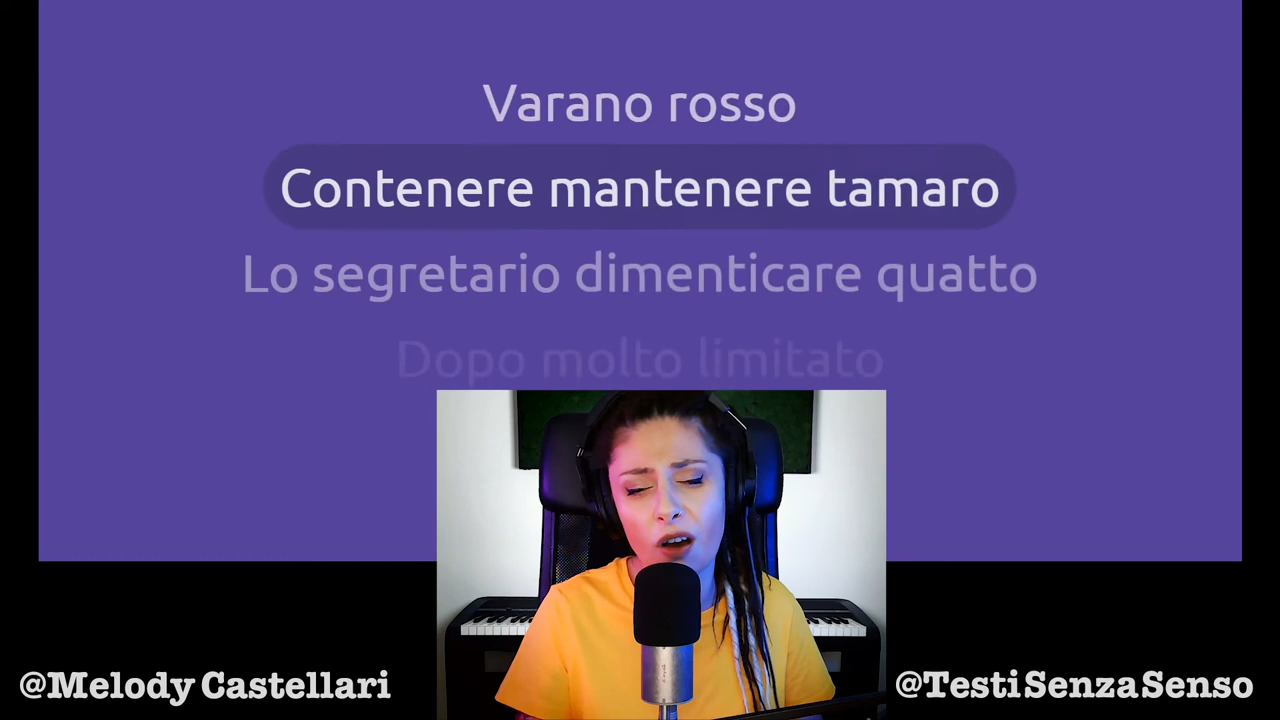 Varano rosso
Contenere mantenere tamaro
Lo segretario dimenticare quatto
Dopo molto limitato
@Melody Castellari
@TestiSenzaSenso